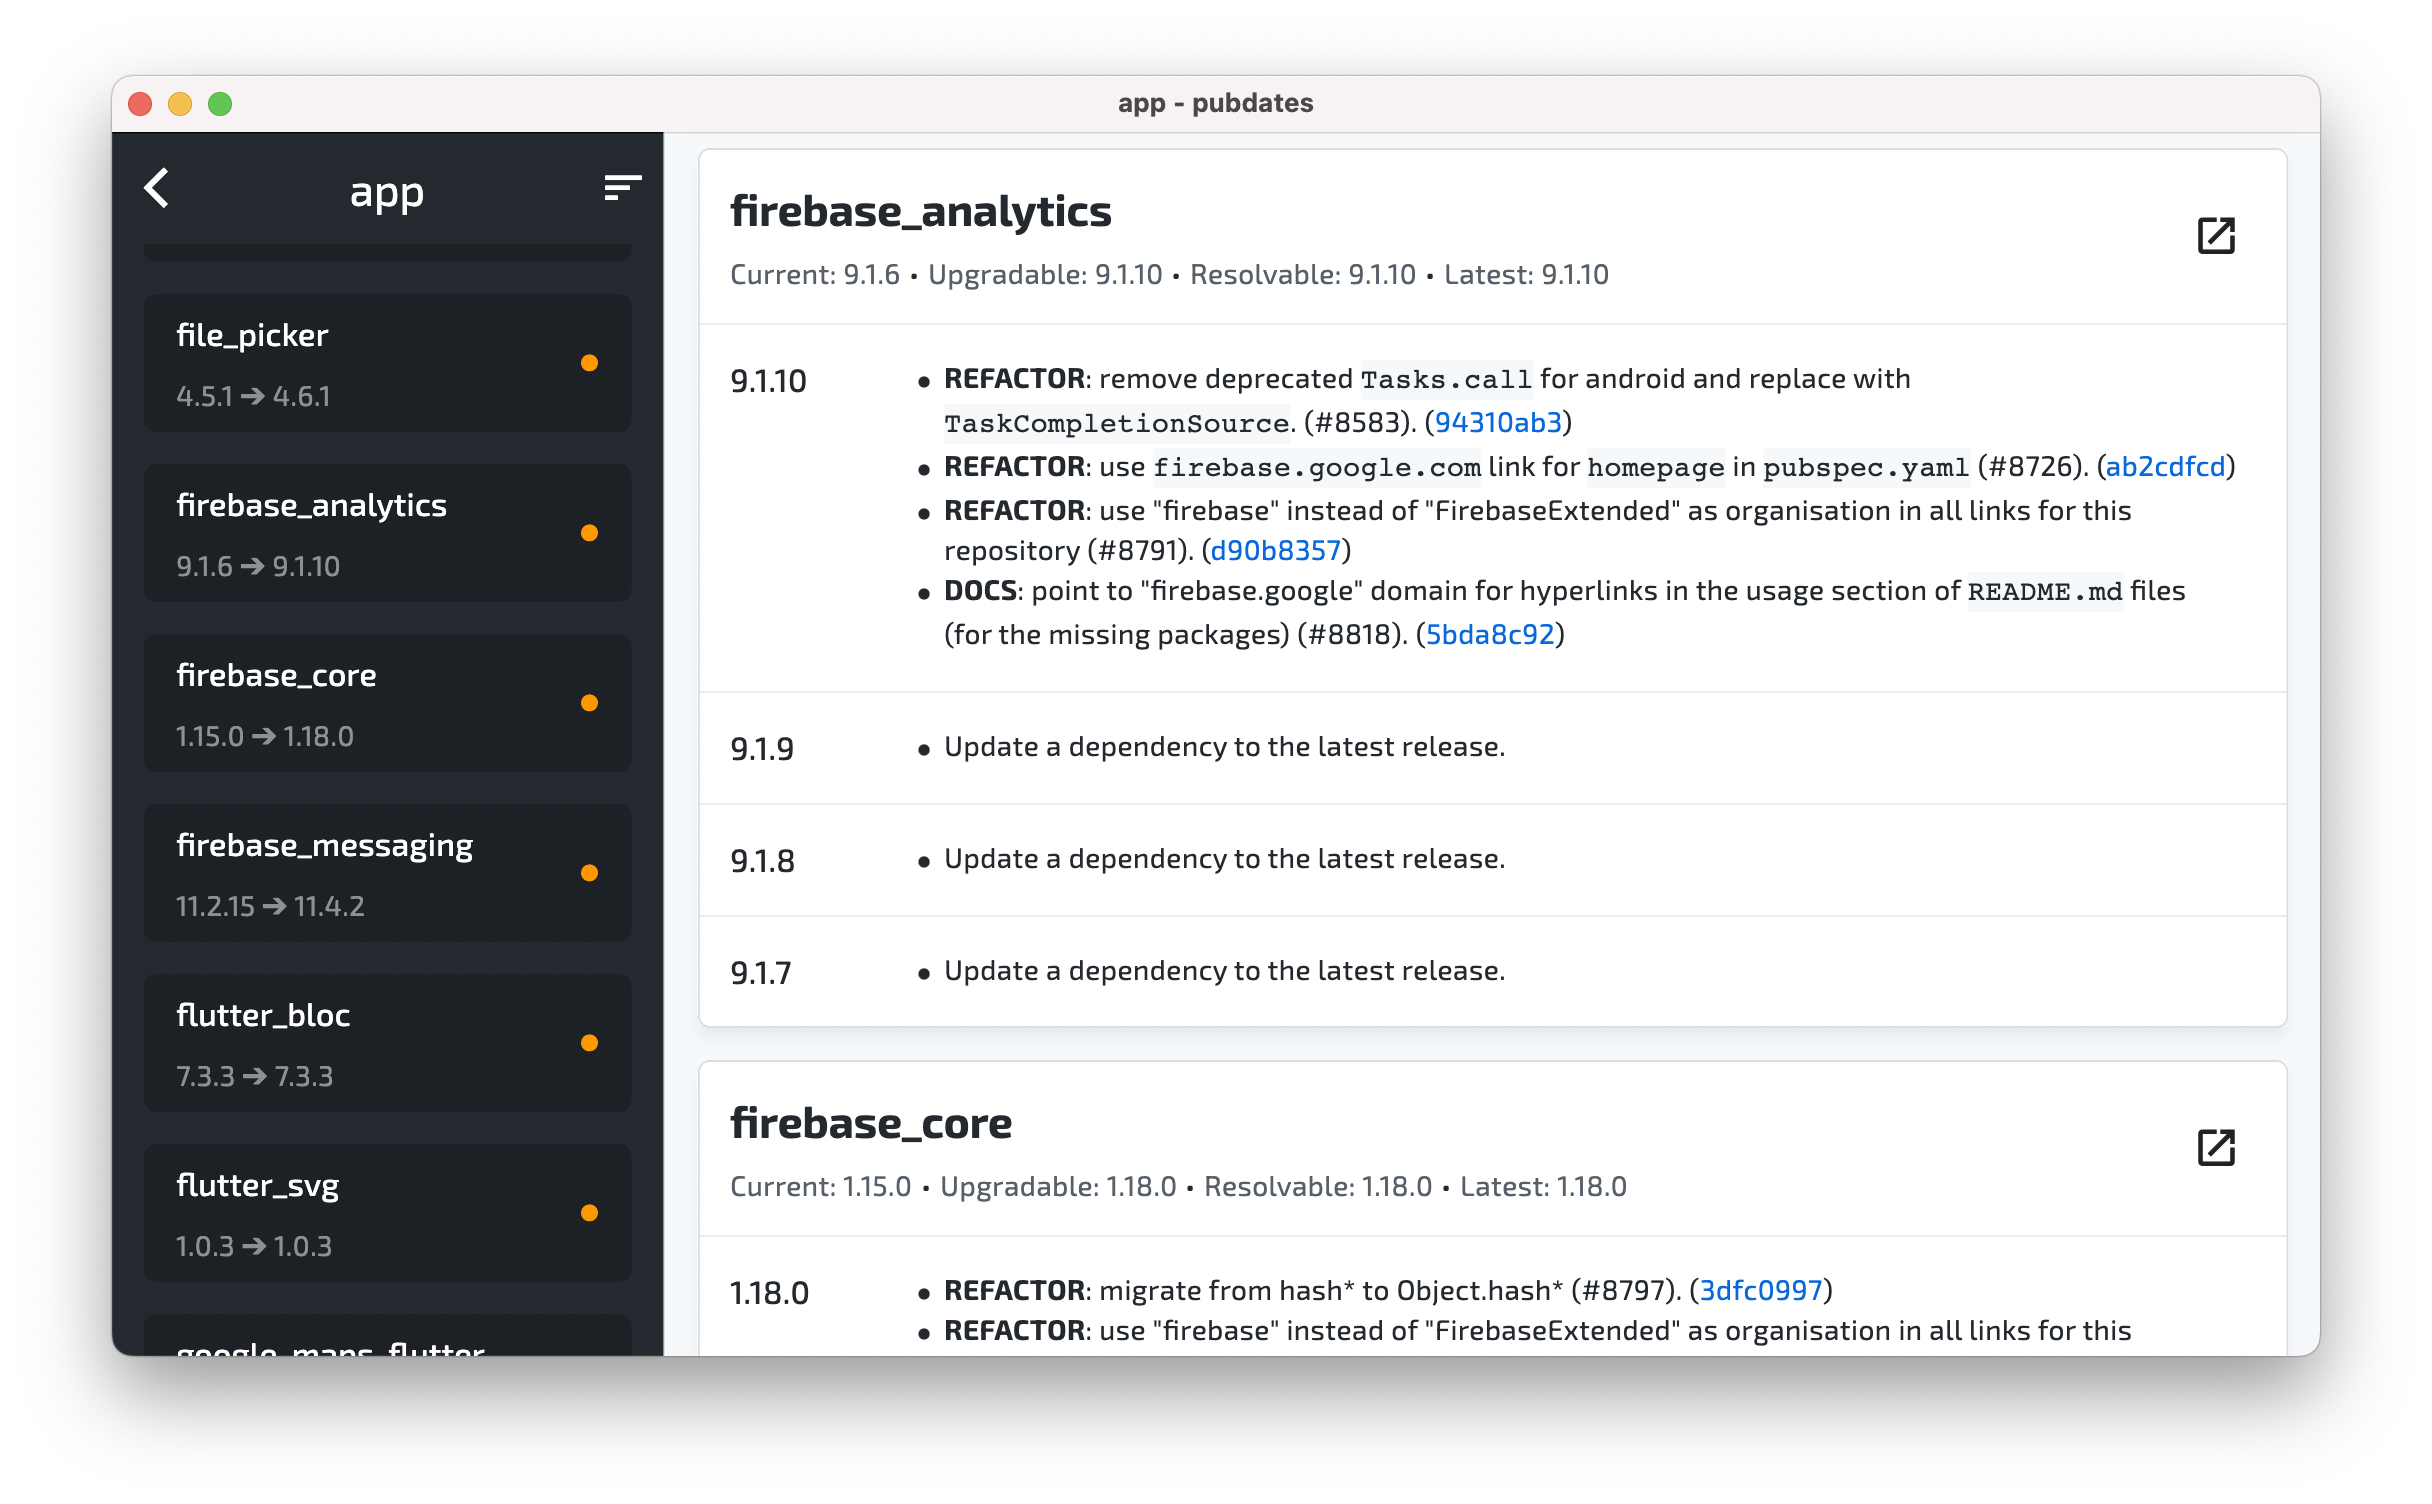 app - pubdates
app
file_picker
4.5.1 ➔ 4.6.1
firebase_analytics
9.1.6 ➔ 9.1.10
firebase_core
1.15.0 ➔ 1.18.0
firebase_messaging
11.2.15 ➔ 11.4.2
flutter_bloc
7.3.3 ➔ 7.3.3
flutter_svg
1.0.3 ➔ 1.0.3
google_maps_flutter
firebase_analytics
Current: 9.1.6 • Upgradable: 9.1.10 • Resolvable: 9.1.10 • Latest: 9.1.10
9.1.10
• REFACTOR: remove deprecated Tasks.call for android and replace with
TaskCompletionSource. (#8583). (94310ab3)
• REFACTOR: use firebase.google.com link for homepage in pubspec.yaml (#8726). (ab2cdfcd)
• REFACTOR: use "firebase" instead of "FirebaseExtended" as organisation in all links for this
repository (#8791). (d90b8357)
• DOCS: point to "firebase.google" domain for hyperlinks in the usage section of README.md files
(for the missing packages) (#8818). (5bda8c92)
9.1.9
• Update a dependency to the latest release.
9.1.8
• Update a dependency to the latest release.
9.1.7
• Update a dependency to the latest release.
firebase_core
Current: 1.15.0 • Upgradable: 1.18.0 • Resolvable: 1.18.0 • Latest: 1.18.0
1.18.0
• REFACTOR: migrate from hash* to Object.hash* (#8797). (3dfc0997)
• REFACTOR: use "firebase" instead of "FirebaseExtended" as organisation in all links for this